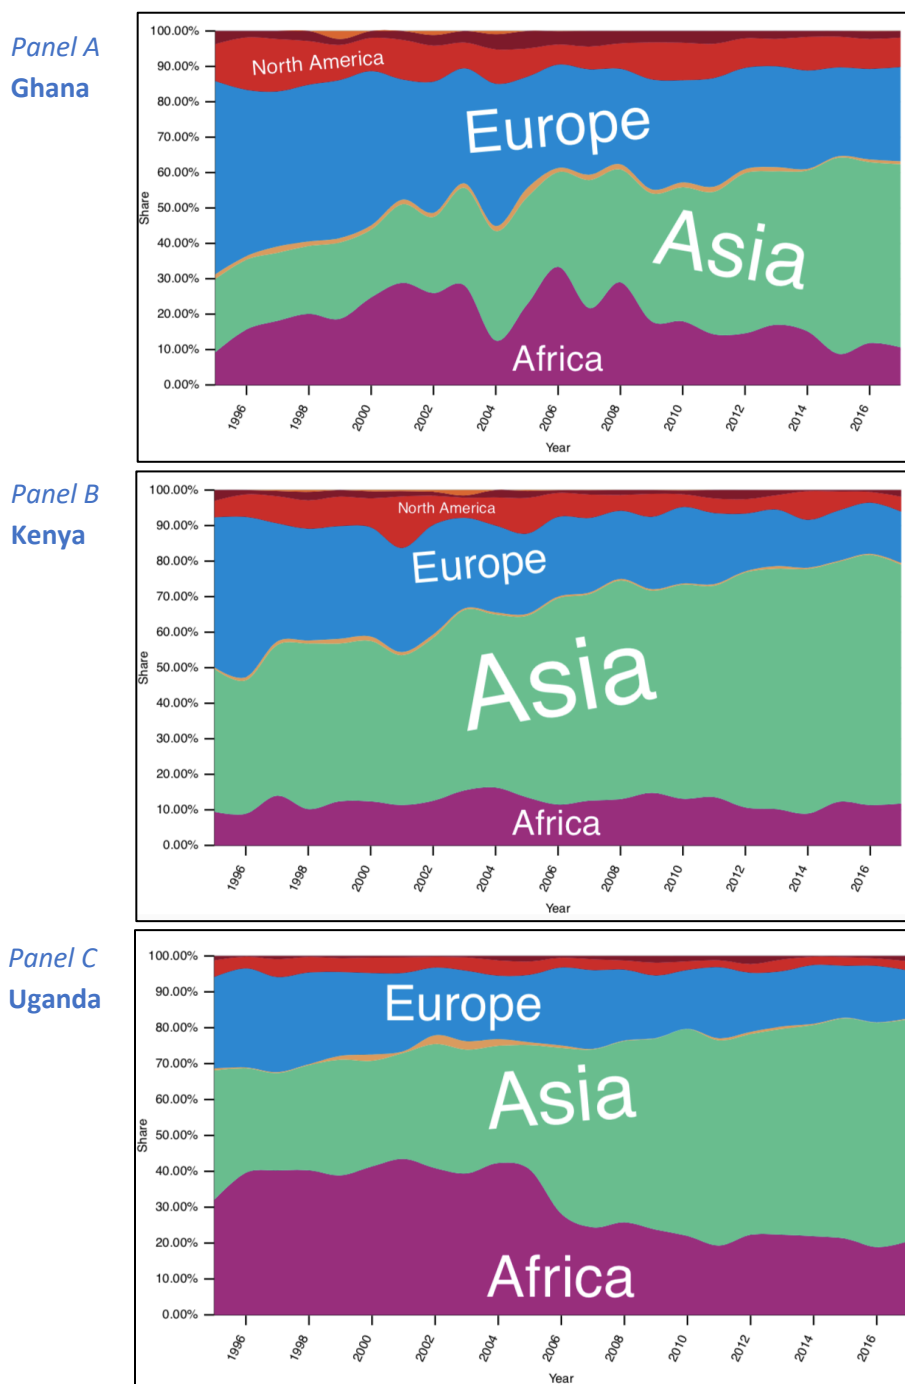 Panel A
Ghana
100.00%
90.00%
80.00%
70.00%
60.00%
50.00%
40.00%
30.00%
20.00%
10.00%
0.00%
Share
North America
Europe
Asia
Africa
1996
1998
2000
2002
2004
2006
2008
2010
2012
2014
2016
Year
Panel B
Kenya
100.00%
90.00%
80.00%
70.00%
60.00%
50.00%
40.00%
30.00%
20.00%
10.00%
0.00%
Share
North America
Europe
Asia
Africa
1996
1998
2000
2002
2004
2006
2008
2010
2012
2014
2016
Year
Panel C
Uganda
100.00%
90.00%
80.00%
70.00%
60.00%
50.00%
40.00%
30.00%
20.00%
10.00%
0.00%
Share
Europe
Asia
Africa
1996
1998
2000
2002
2004
2006
2008
2010
2012
2014
2016
Year